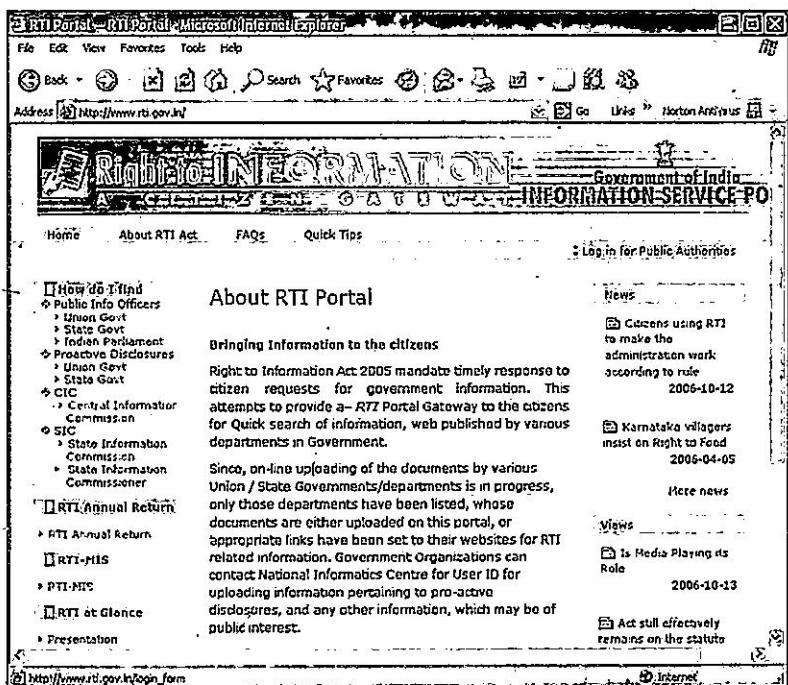 RTI Portal - RTI Portal - Microsoft Internet Explorer
File Edit View Favorites Tools Help
Back Search Favorites
Address http://www.rti.gov.in/ Go Links » Norton AntiVirus
Right to INFORMATION
A CITIZEN GATEWAY
Government of India
INFORMATION SERVICE PO
Home About RTI Act FAQs Quick Tips
Log in for Public Authorities
How do I find
Public Info Officers
› Union Govt
› State Govt
› Indian Parliament
Proactive Disclosures
› Union Govt
› State Govt
CIC
› Central Information
Commission
SIC
› State Information
Commission
› State Information
Commissioner
RTI Annual Return
› RTI Annual Return
RTI-MIS
› RTI-MIS
RTI at Glance
› Presentation
About RTI Portal
Bringing Information to the citizens
Right to Information Act 2005 mandate timely response to
citizen requests for government information. This
attempts to provide a– RTI Portal Gateway to the citizens
for Quick search of information, web published by various
departments in Government.
Since, on-line uploading of the documents by various
Union / State Governments/departments is in progress,
only those departments have been listed, whose
documents are either uploaded on this portal, or
appropriate links have been set to their websites for RTI
related information. Government Organizations can
contact National Informatics Centre for User ID for
uploading information pertaining to pro-active
disclosures, and any other information, which may be of
public interest.
News
Citizens using RTI
to make the
administration work
according to rule
2006-10-12
Karnataka villagers
insist on Right to Food
2006-04-05
More news
Views
Is Media Playing its
Role
2006-10-13
Act still effectively
remains on the statute
http://www.rti.gov.in/login_form Internet